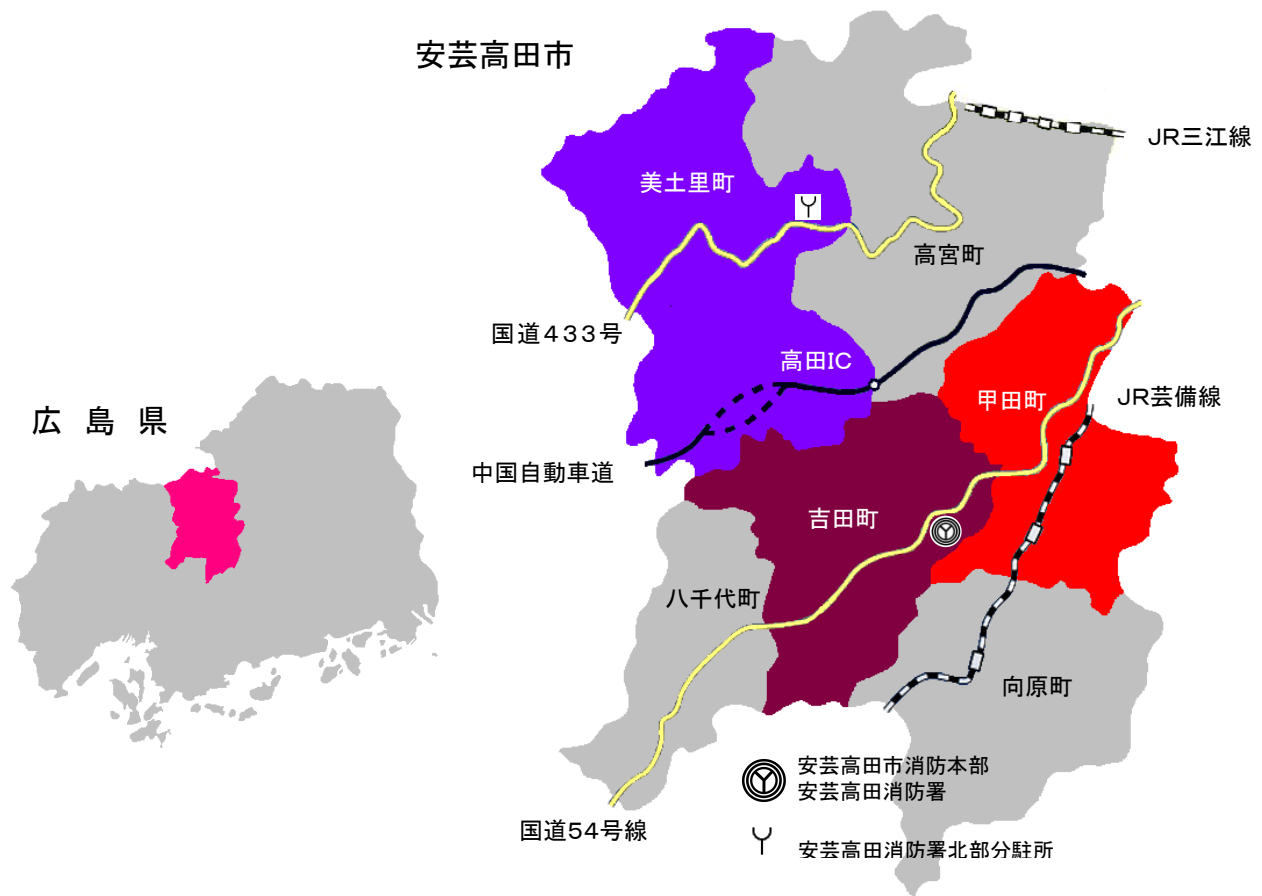 安芸高田市
JR三江線
美土里町
高宮町
国道433号
高田IC
甲田町
JR芸備線
広 島 県
中国自動車道
吉田町
八千代町
向原町
安芸高田市消防本部
安芸高田消防署
国道54号線
安芸高田消防署北部分駐所